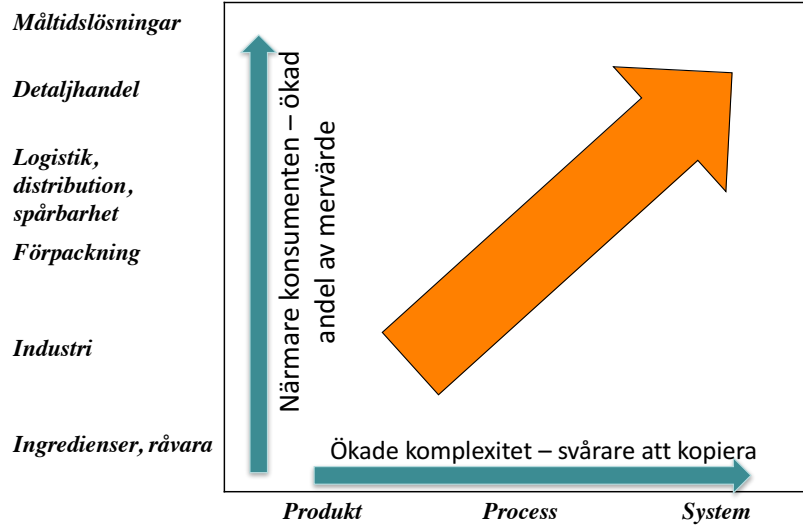 Måltidslösningar
Detaljhandel
Logistik,
distribution,
spårbarhet
Förpackning
Industri
Ingredienser, råvara
Närmare konsumenten – ökad
andel av mervärde
Ökade komplexitet – svårare att kopiera
Produkt
Process
System